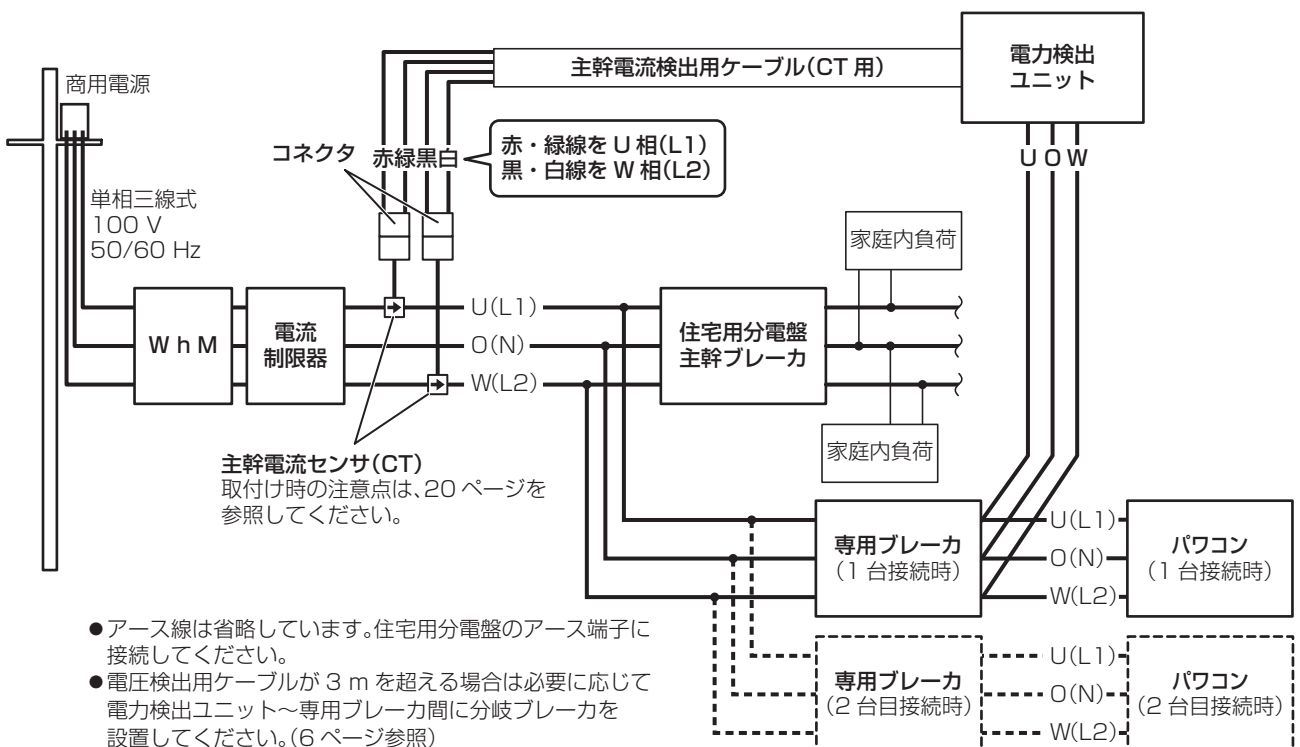 主幹電流検出用ケーブル(CT 用)
電力検出
ユニット
商用電源
コネクタ
赤緑黒白
赤・緑線を U 相(L1)
黒・白線を W 相(L2)
U O W
単相三線式
100 V
50/60 Hz
家庭内負荷
W h M
電流
制限器
U(L1)
O(N)
W(L2)
住宅用分電盤
主幹ブレーカ
家庭内負荷
主幹電流センサ(CT)
取付け時の注意点は、20 ページを
参照してください。
専用ブレーカ
(1 台接続時)
U(L1)
O(N)
W(L2)
パワコン
(1 台接続時)
●アース線は省略しています。住宅用分電盤のアース端子に
接続してください。
●電圧検出用ケーブルが 3 m を超える場合は必要に応じて
電力検出ユニット～専用ブレーカ間に分岐ブレーカを
設置してください。(6 ページ参照)
専用ブレーカ
(2 台目接続時)
U(L1)
O(N)
W(L2)
パワコン
(2 台目接続時)